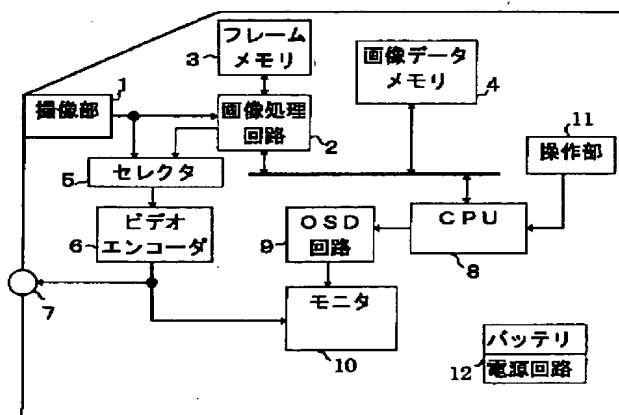 フレーム
メモリ
3
画像データ
メモリ
4
1
撮像部
画像処理
回路
2
11
操作部
5
セレクタ
ビデオ
エンコーダ
6
OSD
回路
9
CPU
8
7
モニタ
10
バッテリ
電源回路
12